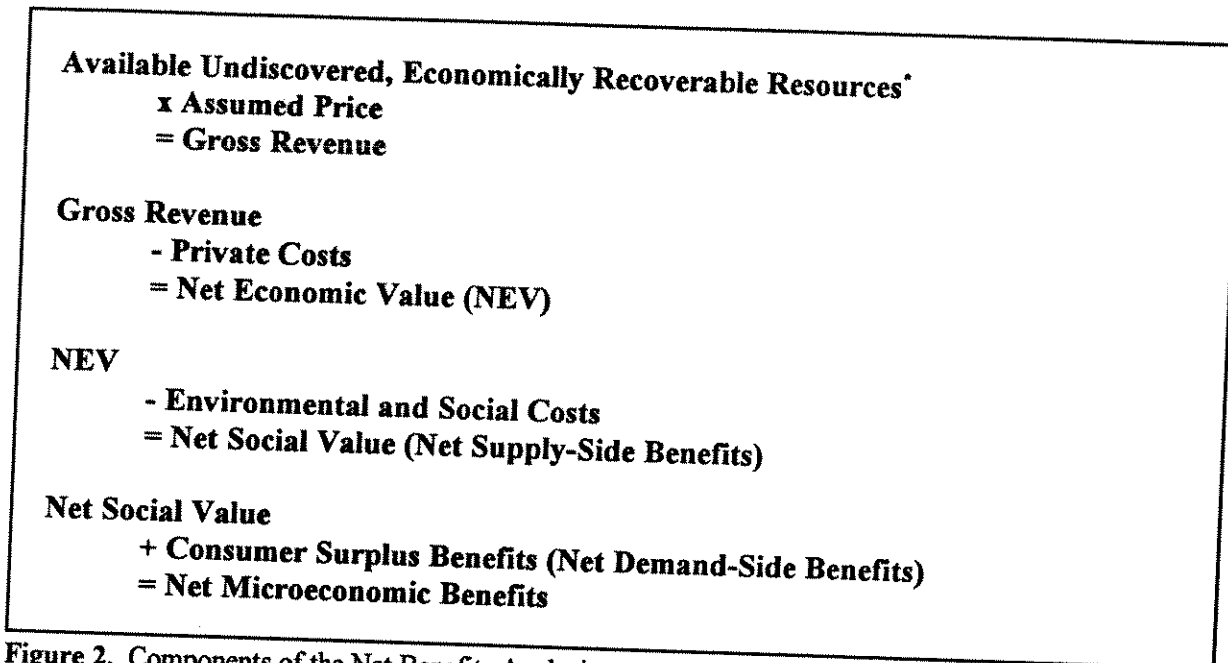 Available Undiscovered, Economically Recoverable Resources*
x Assumed Price
= Gross Revenue
Gross Revenue
- Private Costs
= Net Economic Value (NEV)
NEV
- Environmental and Social Costs
= Net Social Value (Net Supply-Side Benefits)
Net Social Value
+ Consumer Surplus Benefits (Net Demand-Side Benefits)
= Net Microeconomic Benefits
Figure 2. Components of the Net Benefits Analysis